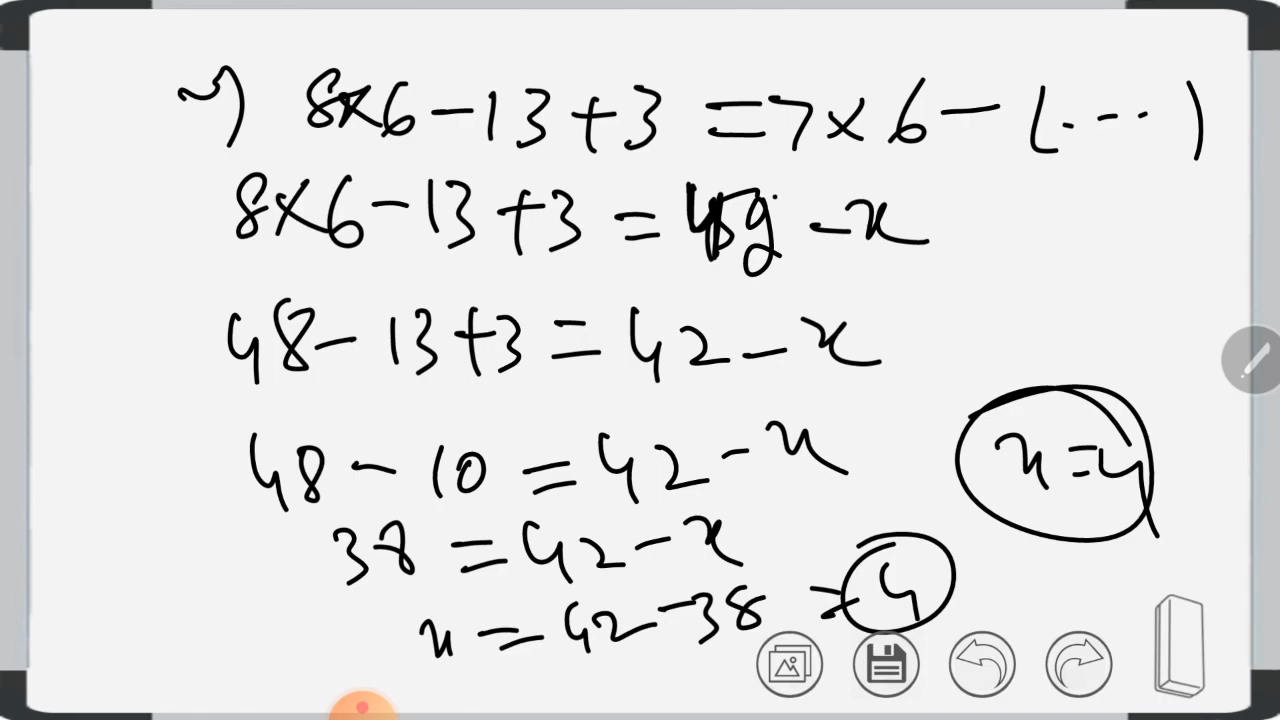 8×6-13+3 =7×6-(...)
8×6-13+3 = -x
48-13+3=42-x
48-10=42-x
x=4
38=42-x
x=42-38 =4